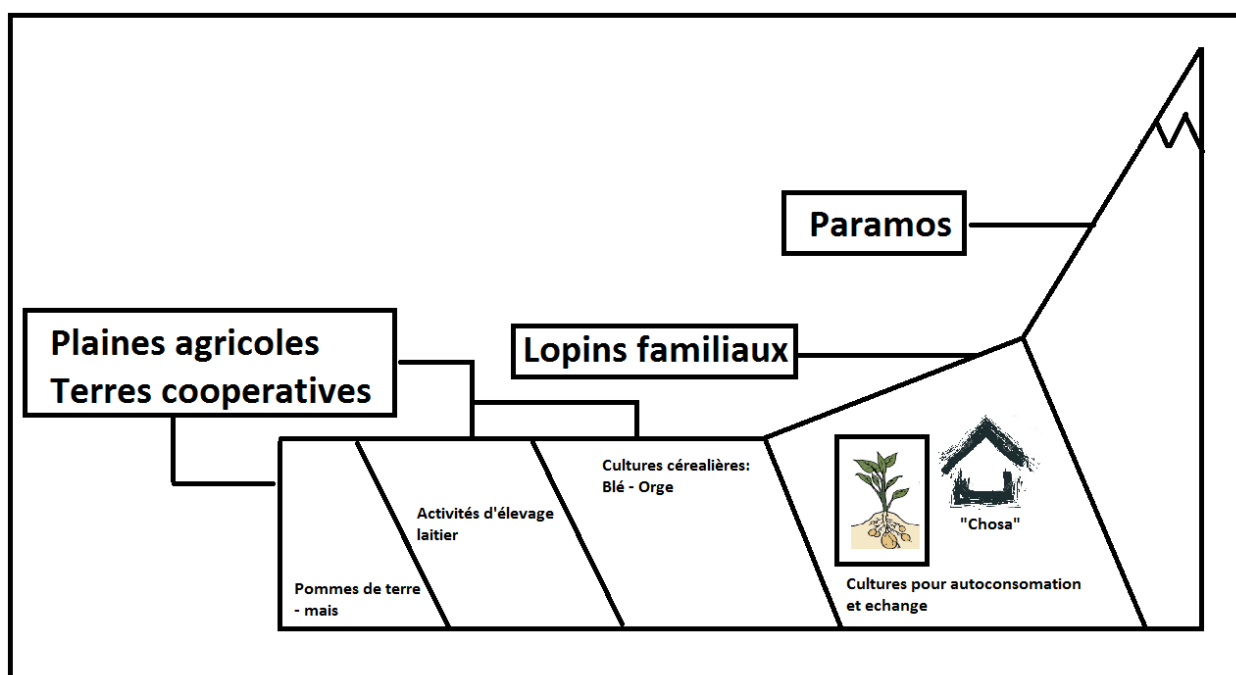 Paramos
Plaines agricoles
Terres cooperatives
Lopins familiaux
Cultures céréalières:
Blé - Orge
Activités d'élevage
laitier
"Chosa"
Pommes de terre
- mais
Cultures pour autoconsomation
et echange